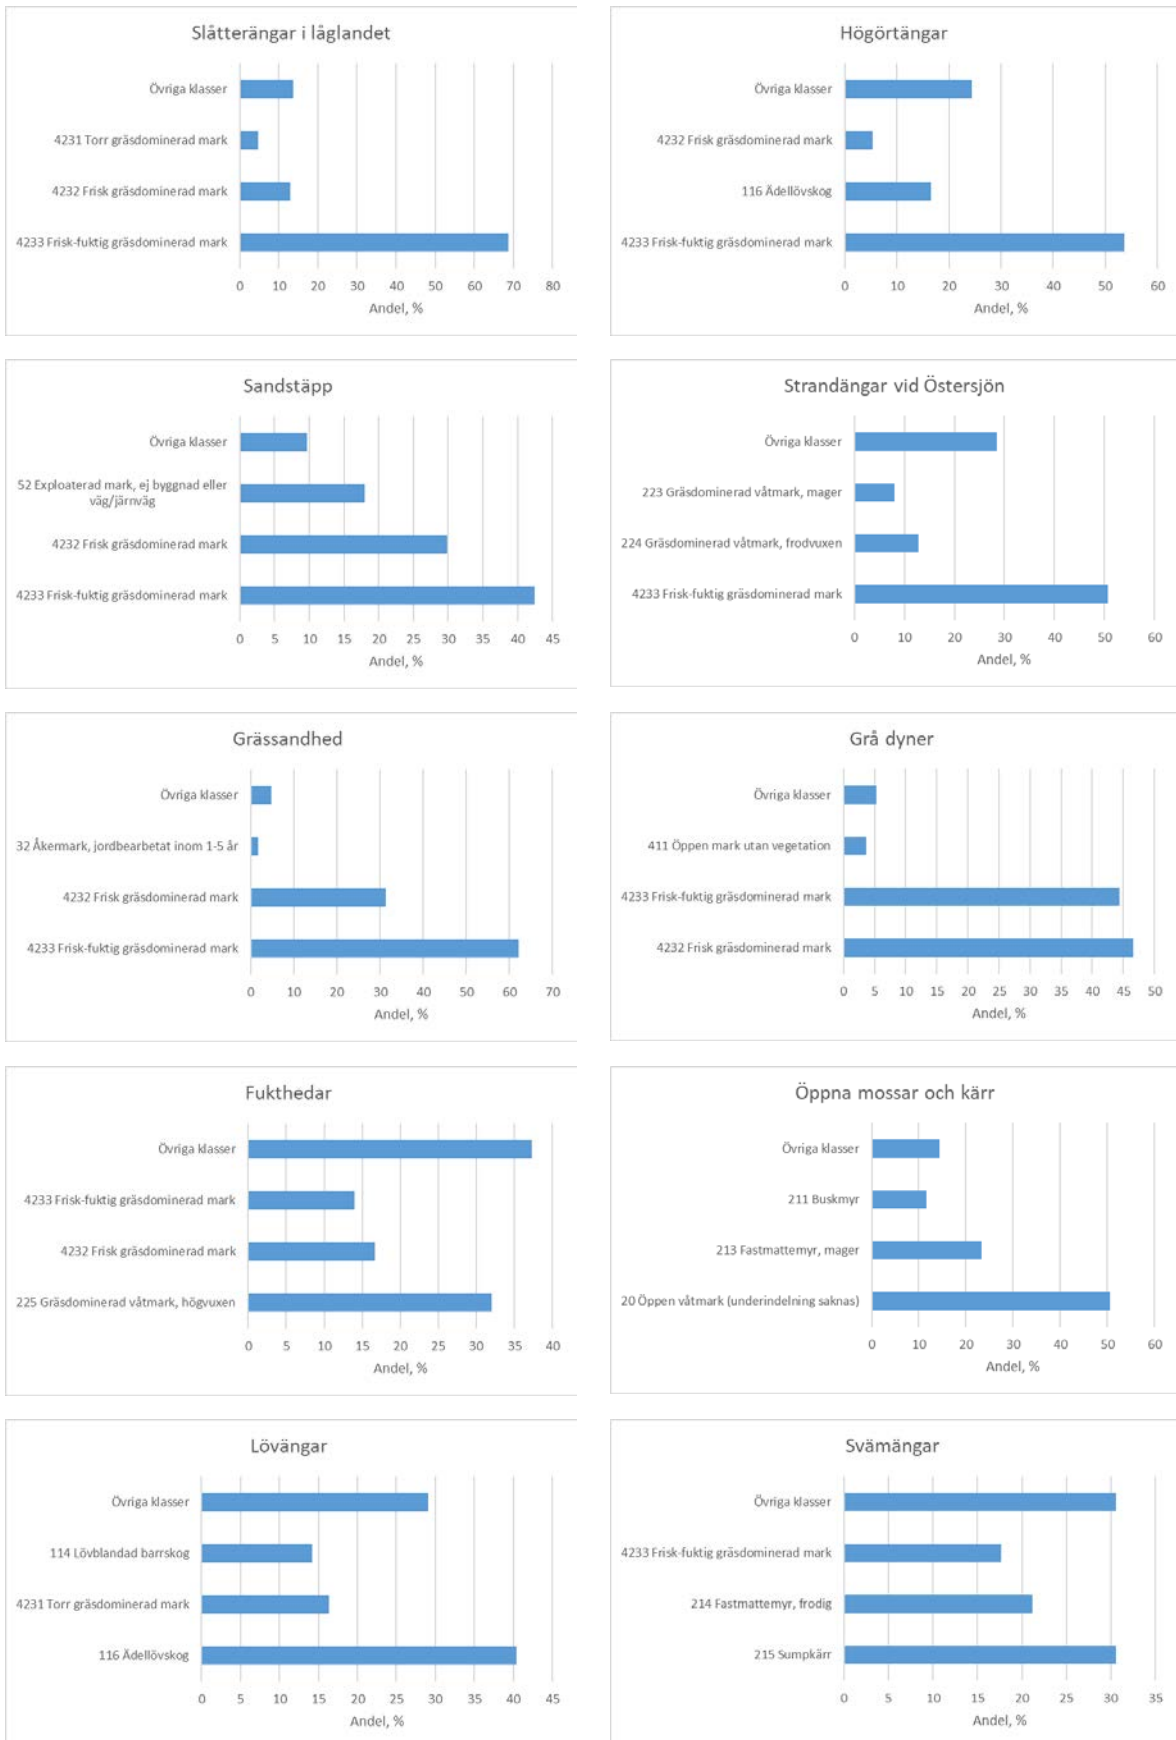 Slåtterängar i låglandet
Övriga klasser
4231 Torr gräsdominerad mark
4232 Frisk gräsdominerad mark
4233 Frisk-fuktig gräsdominerad mark
0 10 20 30 40 50 60 70 80
Andel, %
Högörtängar
Övriga klasser
4232 Frisk gräsdominerad mark
116 Ädellövskog
4233 Frisk-fuktig gräsdominerad mark
0 10 20 30 40 50 60
Andel, %
Sandstäpp
Övriga klasser
52 Exploaterad mark, ej byggnad eller
väg/järnväg
4232 Frisk gräsdominerad mark
4233 Frisk-fuktig gräsdominerad mark
0 5 10 15 20 25 30 35 40 45
Andel, %
Strandängar vid Östersjön
Övriga klasser
223 Gräsdominerad våtmark, mager
224 Gräsdominerad våtmark, frodvuxen
4233 Frisk-fuktig gräsdominerad mark
0 10 20 30 40 50 60
Andel, %
Grässandhed
Övriga klasser
32 Åkermark, jordbearbetat inom 1-5 år
4232 Frisk gräsdominerad mark
4233 Frisk-fuktig gräsdominerad mark
0 10 20 30 40 50 60 70
Andel, %
Grå dyner
Övriga klasser
411 Öppen mark utan vegetation
4233 Frisk-fuktig gräsdominerad mark
4232 Frisk gräsdominerad mark
0 5 10 15 20 25 30 35 40 45 50
Andel, %
Fukthedar
Övriga klasser
4233 Frisk-fuktig gräsdominerad mark
4232 Frisk gräsdominerad mark
225 Gräsdominerad våtmark, högvuxen
0 5 10 15 20 25 30 35 40
Andel, %
Öppna mossar och kärr
Övriga klasser
211 Buskmyr
213 Fastmattemyr, mager
20 Öppen våtmark (underindelning saknas)
0 10 20 30 40 50 60
Andel, %
Lövängar
Övriga klasser
114 Lövblandad barrskog
4231 Torr gräsdominerad mark
116 Ädellövskog
0 5 10 15 20 25 30 35 40 45
Andel, %
Svämängar
Övriga klasser
4233 Frisk-fuktig gräsdominerad mark
214 Fastmattemyr, frodig
215 Sumpkärr
0 5 10 15 20 25 30 35
Andel, %